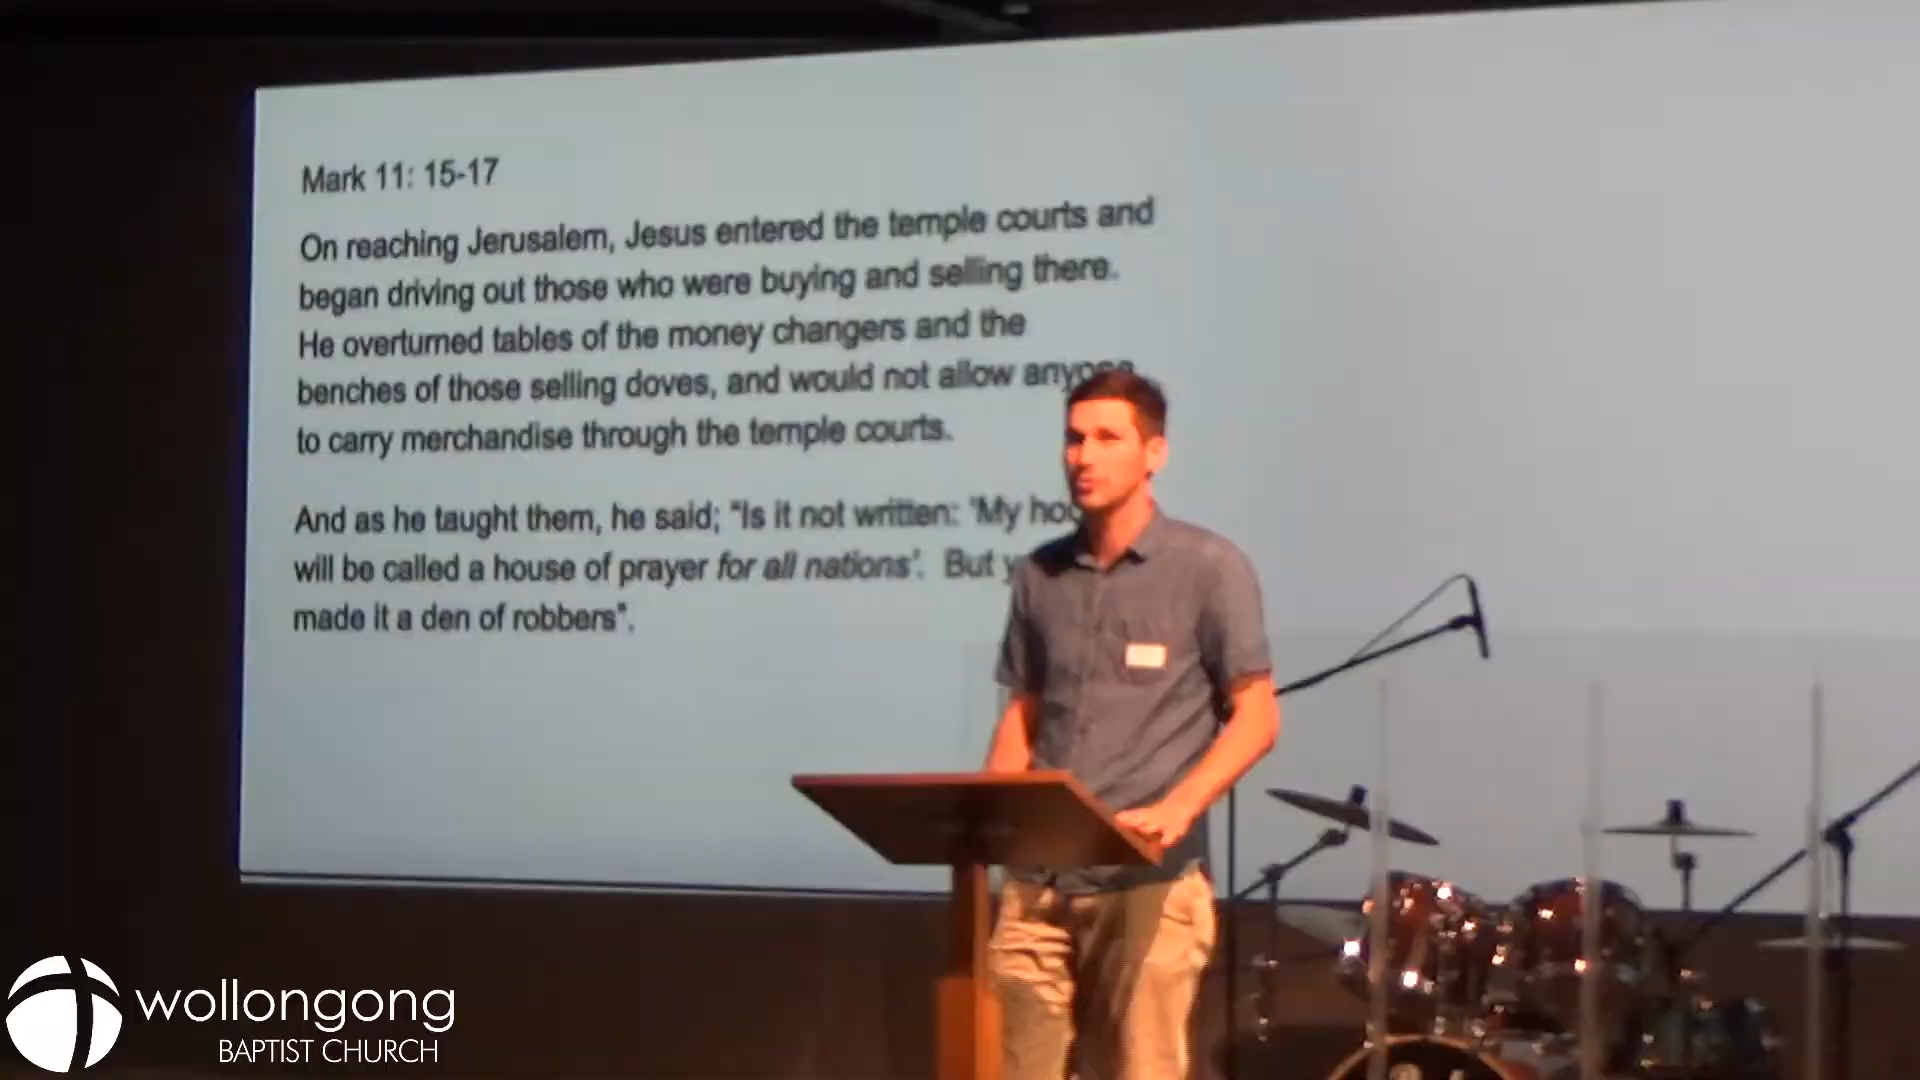 Mark 11: 15-17
On reaching Jerusalem, Jesus entered the temple courts and
began driving out those who were buying and selling there.
He overturned tables of the money changers and the
benches of those selling doves, and would not allow anyone
to carry merchandise through the temple courts.
And as he taught them, he said; "Is it not written: 'My
will be called a house of prayer for all nations'. But
made it a den of robbers".
wollongong
BAPTIST CHURCH